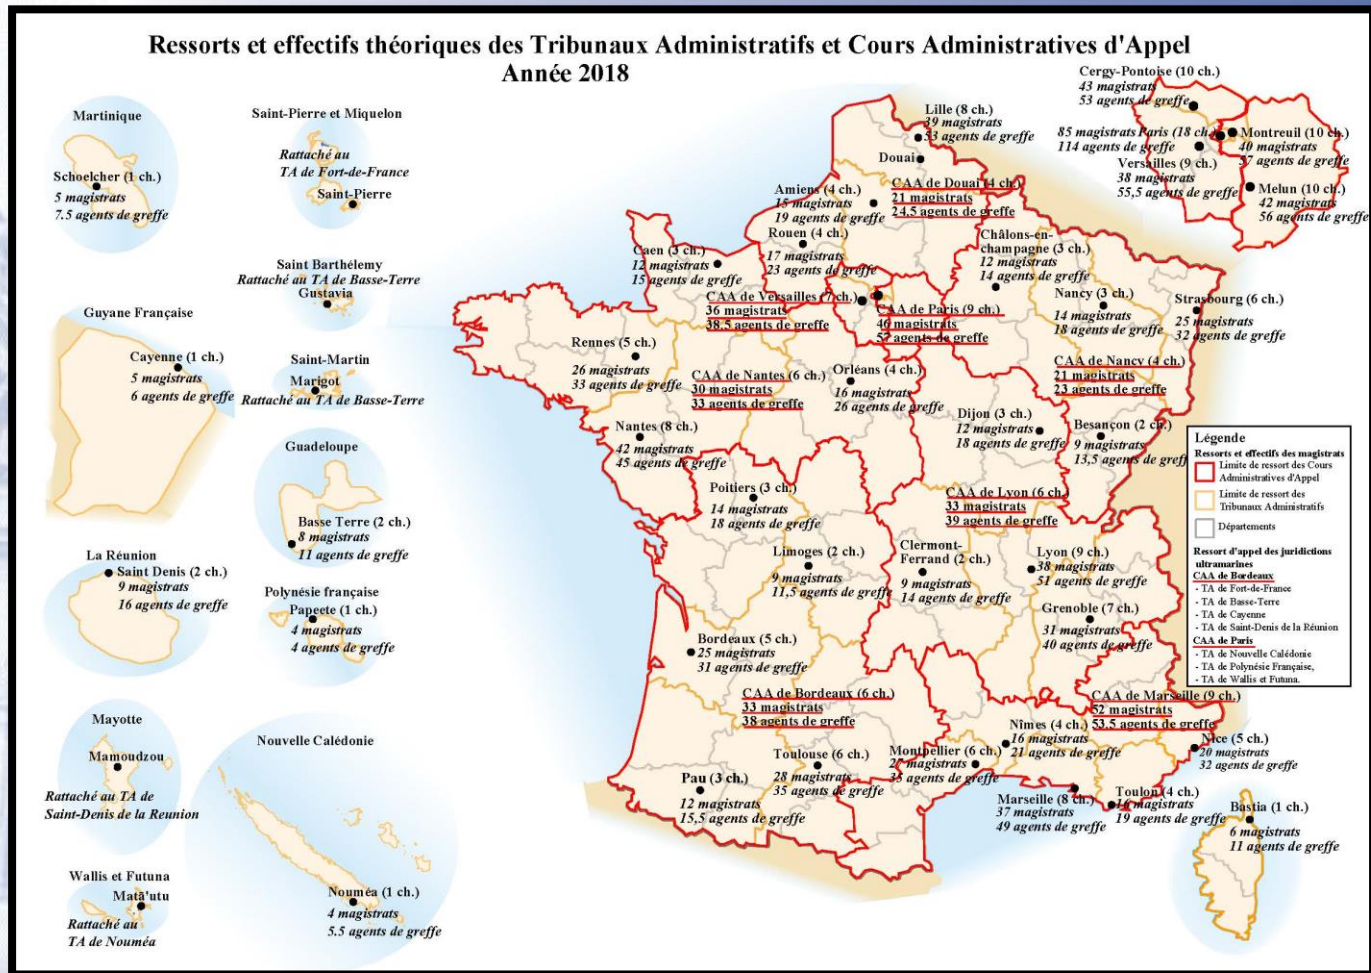 Ressorts et effectifs théoriques des Tribunaux Administratifs et Cours Administratives d'Appel
Année 2018
Martinique
Schoelcher (1 ch.)
5 magistrats
7.5 agents de greffe
Saint-Pierre et Miquelon
Rattaché au
TA de Fort-de-France
Saint-Pierre
Saint Barthélemy
Rattaché au TA de Basse-Terre
Gustavia
Guyane Française
Cayenne (1 ch.)
5 magistrats
6 agents de greffe
Saint-Martin
Marigot
Rattaché au TA de Basse-Terre
Guadeloupe
Basse Terre (2 ch.)
8 magistrats
11 agents de greffe
La Réunion
Saint Denis (2 ch.)
9 magistrats
16 agents de greffe
Polynésie française
Papeete (1 ch.)
4 magistrats
4 agents de greffe
Mayotte
Mamoudzou
Rattaché au TA de
Saint-Denis de la Reunion
Nouvelle Calédonie
Nouméa (1 ch.)
4 magistrats
5.5 agents de greffe
Wallis et Futuna
Matā'utu
Rattaché au
TA de Nouméa
Lille (8 ch.)
39 magistrats
53 agents de greffe
Douai
CAA de Douai (4 ch.)
21 magistrats
24.5 agents de greffe
Amiens (4 ch.)
15 magistrats
19 agents de greffe
Rouen (4 ch.)
17 magistrats
23 agents de greffe
Caen (3 ch.)
12 magistrats
15 agents de greffe
Châlons-en-
champagne (3 ch.)
12 magistrats
14 agents de greffe
Nancy (3 ch.)
14 magistrats
18 agents de greffe
Strasbourg (6 ch.)
25 magistrats
32 agents de greffe
CAA de Versailles (7 ch.)
36 magistrats
38.5 agents de greffe
CAA de Paris (9 ch.)
46 magistrats
57 agents de greffe
CAA de Nancy (4 ch.)
21 magistrats
23 agents de greffe
Rennes (5 ch.)
26 magistrats
33 agents de greffe
CAA de Nantes (6 ch.)
30 magistrats
33 agents de greffe
Orléans (4 ch.)
16 magistrats
26 agents de greffe
Dijon (3 ch.)
12 magistrats
18 agents de greffe
Besançon (2 ch.)
9 magistrats
13,5 agents de greffe
Nantes (8 ch.)
42 magistrats
45 agents de greffe
Poitiers (3 ch.)
14 magistrats
18 agents de greffe
CAA de Lyon (6 ch.)
33 magistrats
39 agents de greffe
Limoges (2 ch.)
9 magistrats
11,5 agents de greffe
Clermont-
Ferrand (2 ch.)
9 magistrats
14 agents de greffe
Lyon (9 ch.)
38 magistrats
51 agents de greffe
Grenoble (7 ch.)
31 magistrats
40 agents de greffe
Bordeaux (5 ch.)
25 magistrats
31 agents de greffe
CAA de Bordeaux (6 ch.)
33 magistrats
38 agents de greffe
CAA de Marseille (9 ch.)
52 magistrats
53.5 agents de greffe
Pau (3 ch.)
12 magistrats
15,5 agents de greffe
Toulouse (6 ch.)
28 magistrats
35 agents de greffe
Montpellier (6 ch.)
27 magistrats
35 agents de greffe
Nîmes (4 ch.)
16 magistrats
21 agents de greffe
Nice (5 ch.)
20 magistrats
32 agents de greffe
Marseille (8 ch.)
37 magistrats
49 agents de greffe
Toulon (4 ch.)
16 magistrats
19 agents de greffe
Bastia (1 ch.)
6 magistrats
11 agents de greffe
Cergy-Pontoise (10 ch.)
43 magistrats
53 agents de greffe
85 magistrats Paris (18 ch.)
114 agents de greffe
Versailles (9 ch.)
38 magistrats
55,5 agents de greffe
Montreuil (10 ch.)
40 magistrats
57 agents de greffe
Melun (10 ch.)
42 magistrats
56 agents de greffe
Légende
Ressorts et effectifs des magistrats
Limite de ressort des Cours
Administratives d'Appel
Limite de ressort des
Tribunaux Administratifs
Départements
Ressort d'appel des juridictions
ultramarines
CAA de Bordeaux
- TA de Fort-de-France
- TA de Basse-Terre
- TA de Cayenne
- TA de Saint-Denis de la Réunion
CAA de Paris
- TA de Nouvelle Calédonie
- TA de Polynésie Française,
- TA de Wallis et Futuna.